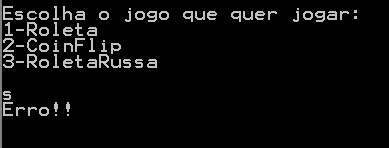 Escolha o jogo que quer jogar:
1-Roleta
2-CoinFlip
3-RoletaRussa
s
Erro!!